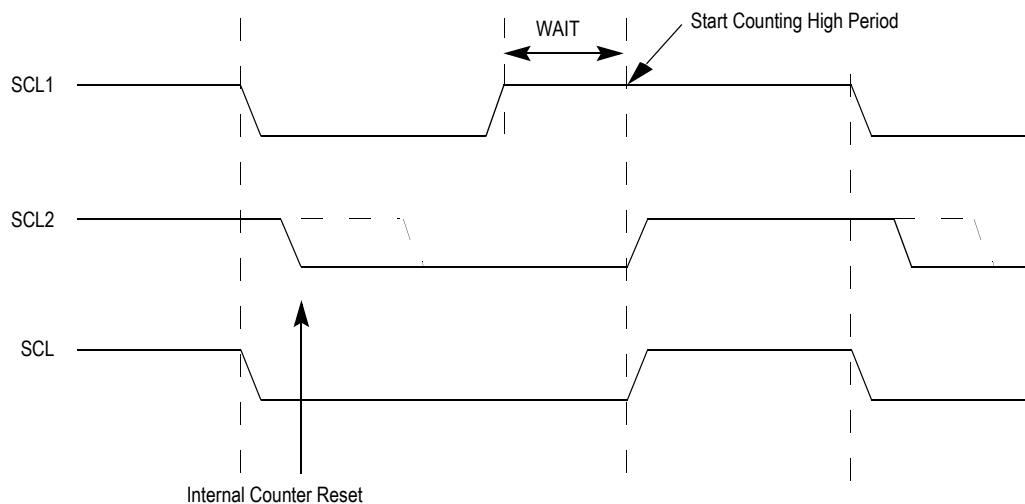 Start Counting High Period
WAIT
SCL1
SCL2
SCL
Internal Counter Reset